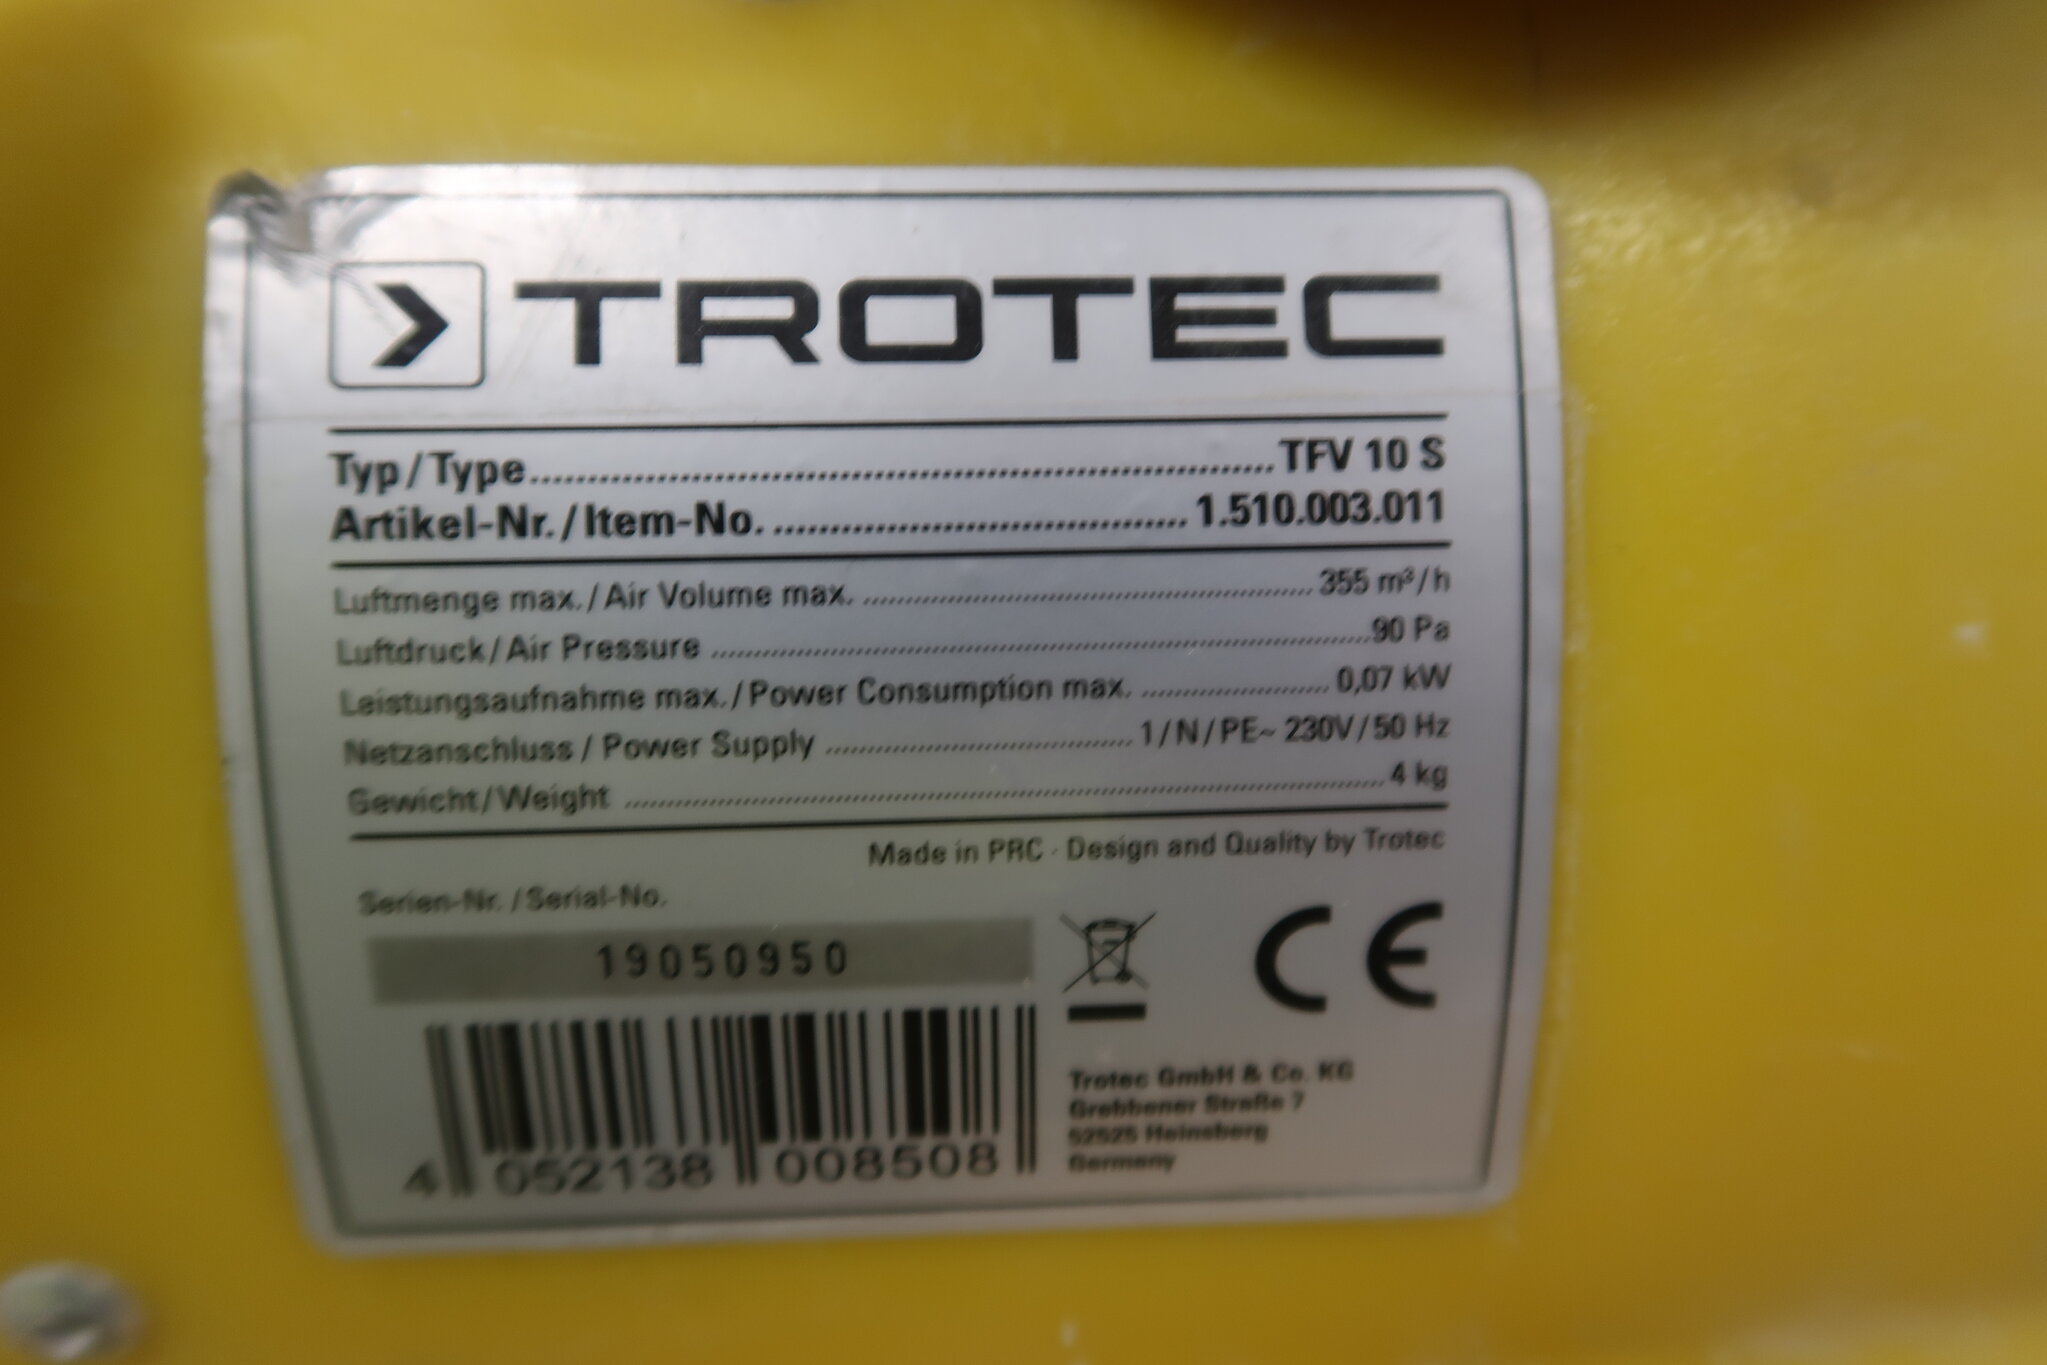 TROTEC
Typ / Type TFV 10 S
Artikel-Nr. / Item-No. 1.510.003.011
Luftmenge max. / Air Volume max. 355 m³/h
Luftdruck / Air Pressure 90 Pa
Leistungsaufnahme max. / Power Consumption max. 0,07 kW
Netzanschluss / Power Supply 1/N/PE~ 230V/50 Hz
Gewicht / Weight 4 kg
Made in PRC · Design and Quality by Trotec
Serien-Nr. / Serial-No.
19050950
CE
4 052138 008508
Trotec GmbH & Co. KG
Grebbener Straße 7
52525 Heinsberg
Germany